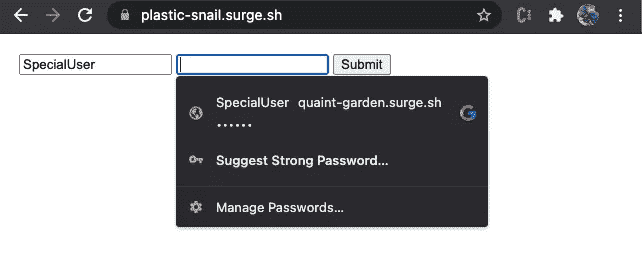 plastic-snail.surge.sh
SpecialUser Submit
SpecialUser quaint-garden.surge.sh
••••••
Suggest Strong Password...
Manage Passwords...